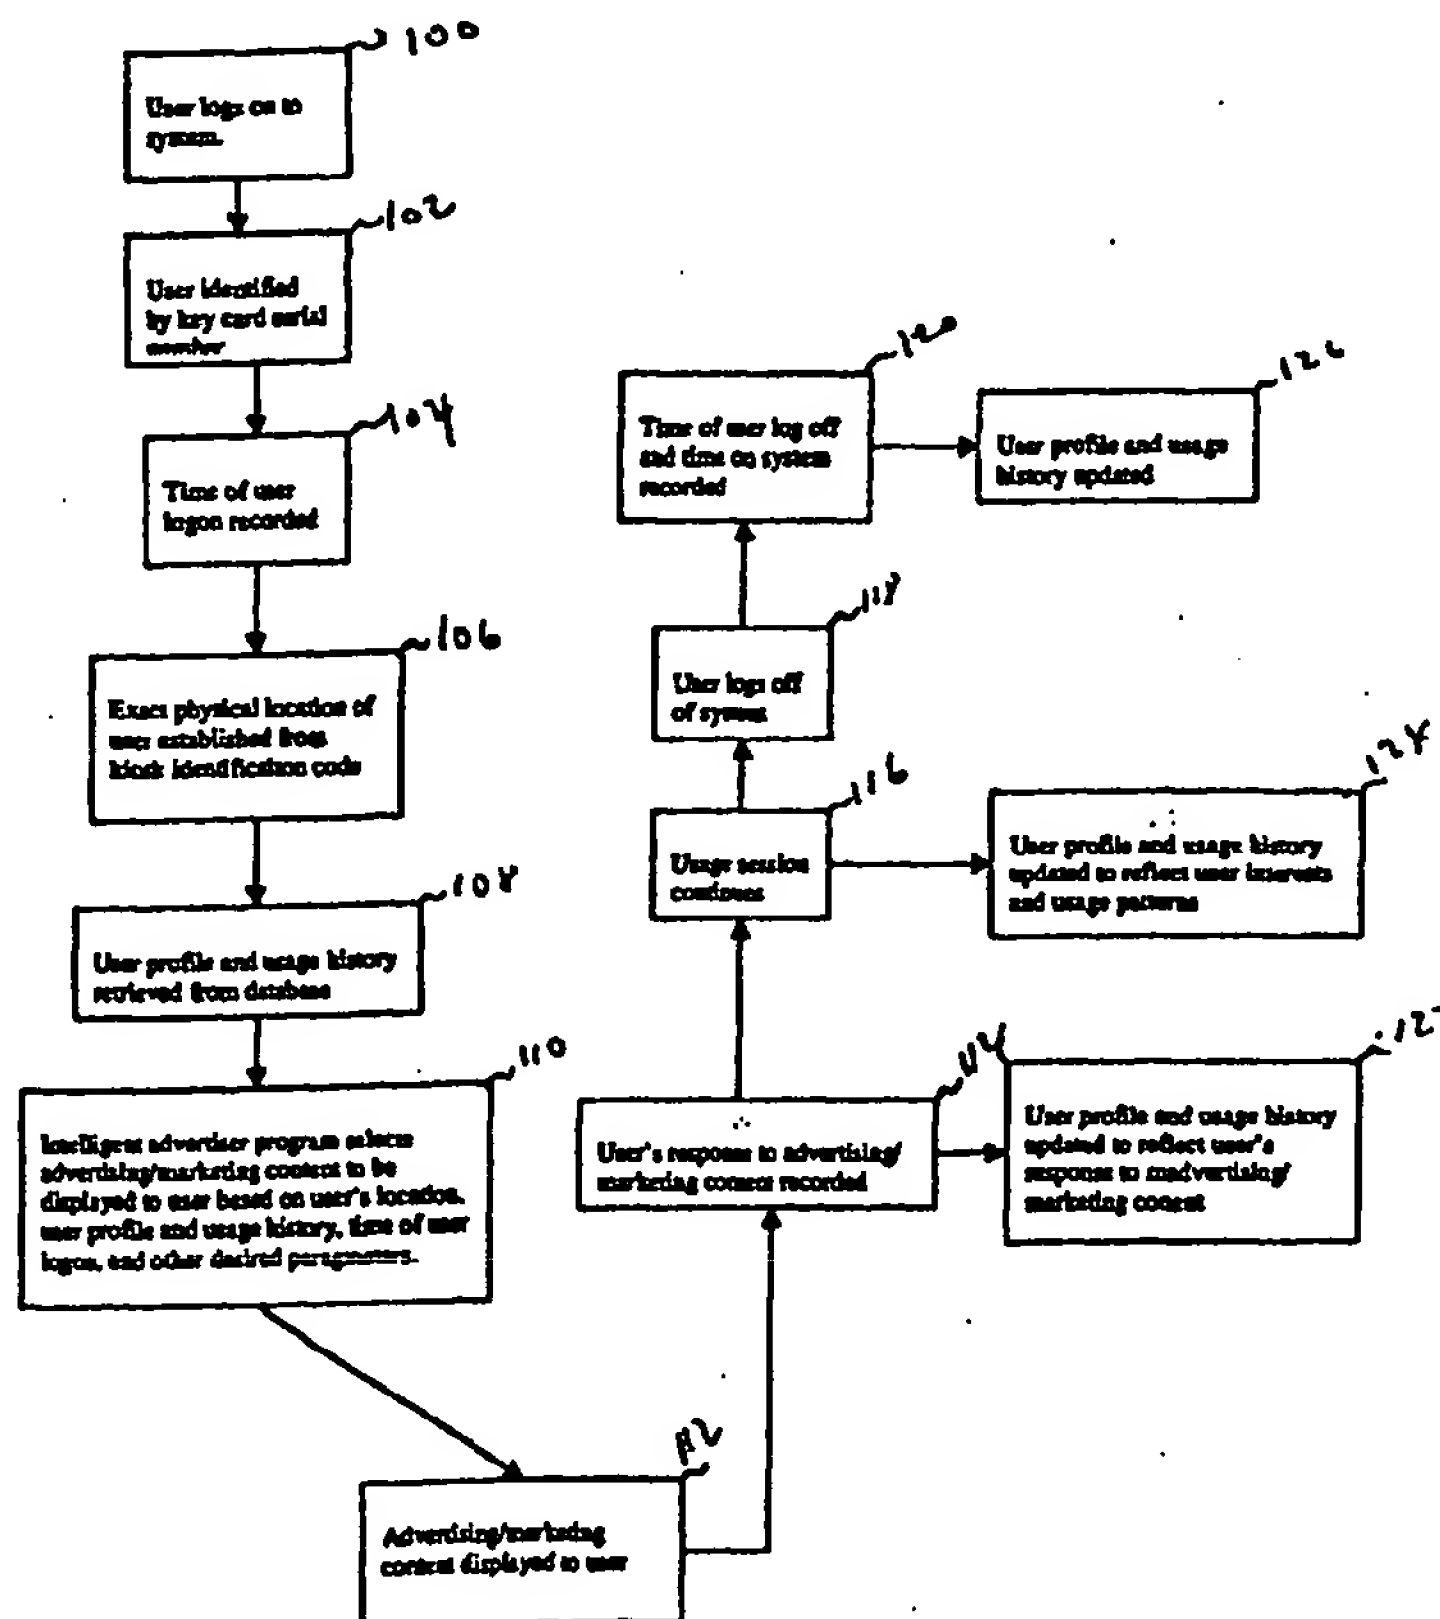 100
User logs on to
system.
102
User identified
by key card serial
number
104
Time of user
logon recorded
106
Exact physical location of
user established from
kiosk identification code
108
User profile and usage history
retrieved from database
110
Intelligent advertiser program selects
advertising/marketing content to be
displayed to user based on user's location,
user profile and usage history, time of user
logon, and other desired
112
Advertising/marketing
content displayed to user
114
User's response to advertising/
marketing content recorded
User profile and usage history
updated to reflect user's
response to inadvertising/
marketing content
116
Usage session
continues
124
User profile and usage history
updated to reflect user interests
and usage patterns
118
User logs off
of system
120
Time of user log off
and time on system
recorded
126
User profile and usage
history updated